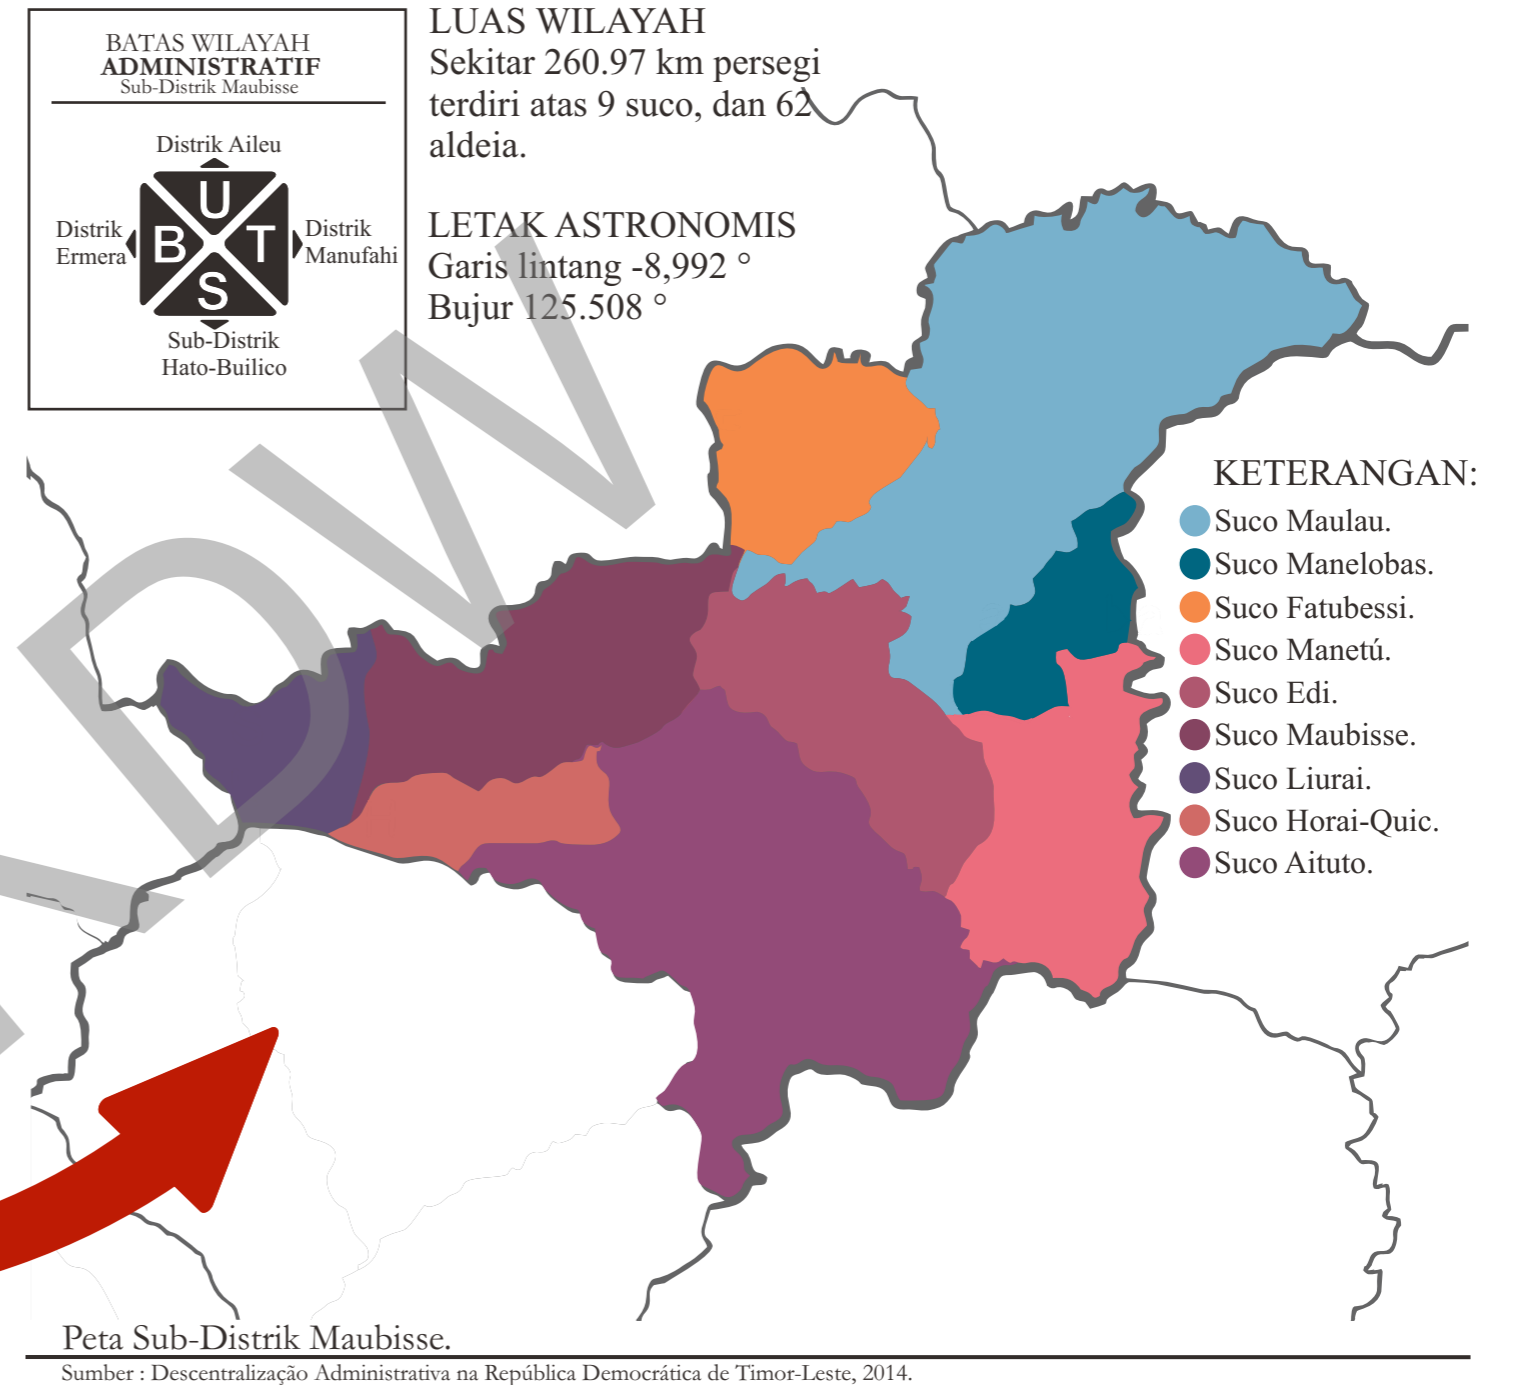 BATAS WILAYAH
ADMINISTRATIF
Sub-Distrik Maubisse
Distrik Aileu
U
Distrik
Ermera
B
T
Distrik
Manufahi
S
Sub-Distrik
Hato-Builico
LUAS WILAYAH
Sekitar 260.97 km persegi
terdiri atas 9 suco, dan 62
aldeia.
LETAK ASTRONOMIS
Garis lintang -8,992 °
Bujur 125.508 °
KETERANGAN:
Suco Maulau.
Suco Manelobas.
Suco Fatubessi.
Suco Manetú.
Suco Edi.
Suco Maubisse.
Suco Liurai.
Suco Horai-Quic.
Suco Aituto.
Peta Sub-Distrik Maubisse.
Sumber : Descentralização Administrativa na República Democrática de Timor-Leste, 2014.